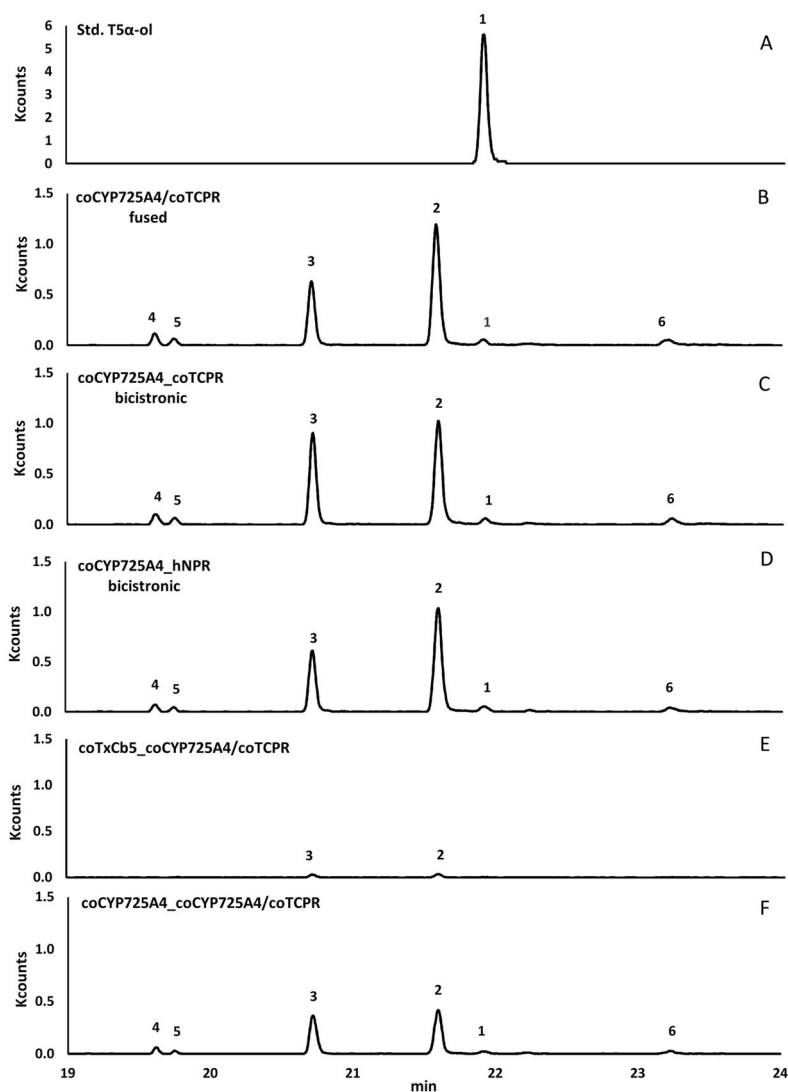 Std. T5α-ol
A
Kcounts
6
5
4
3
2
1
0
1
coCYP725A4/coTCPR
fused
B
Kcounts
1.5
1.0
0.5
0.0
4
5
3
2
1
6
coCYP725A4_coTCPR
bicistronic
C
Kcounts
1.5
1.0
0.5
0.0
4
5
3
2
1
6
coCYP725A4_hNPR
bicistronic
D
Kcounts
1.5
1.0
0.5
0.0
4
5
3
2
1
6
coTxCb5_coCYP725A4/coTCPR
E
Kcounts
1.5
1.0
0.5
0.0
3
2
coCYP725A4_coCYP725A4/coTCPR
F
Kcounts
1.5
1.0
0.5
0.0
4
5
3
2
1
6
19 20 21 22 23 24
min